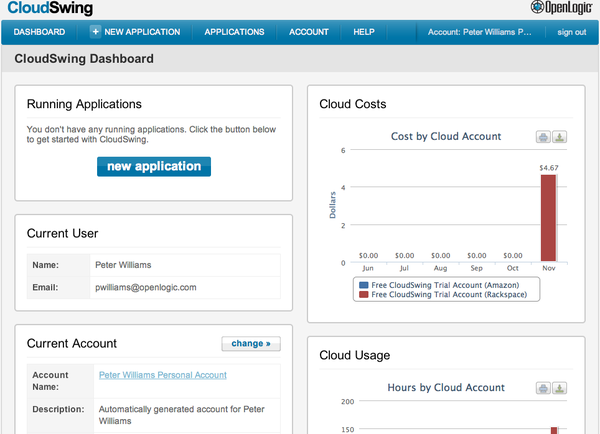 CloudSwing
OpenLogic
DASHBOARD
NEW APPLICATION
APPLICATIONS
ACCOUNT
HELP
Account: Peter Williams P...
sign out
CloudSwing Dashboard
Running Applications
You don't have any running applications. Click the button below
to get started with CloudSwing.
new application
Current User
Name: Peter Williams
Email: pwilliams@openlogic.com
Current Account
change »
Account
Name:
Peter Williams Personal Account
Description:
Automatically generated account for Peter
Williams
Cloud Costs
Cost by Cloud Account
Dollars
6
4
2
0
$0.00
$0.00
$0.00
$0.00
$0.00
$4.67
Jun
Jul
Aug
Sep
Oct
Nov
Free CloudSwing Trial Account (Amazon)
Free CloudSwing Trial Account (Rackspace)
Cloud Usage
Hours by Cloud Account
200
150